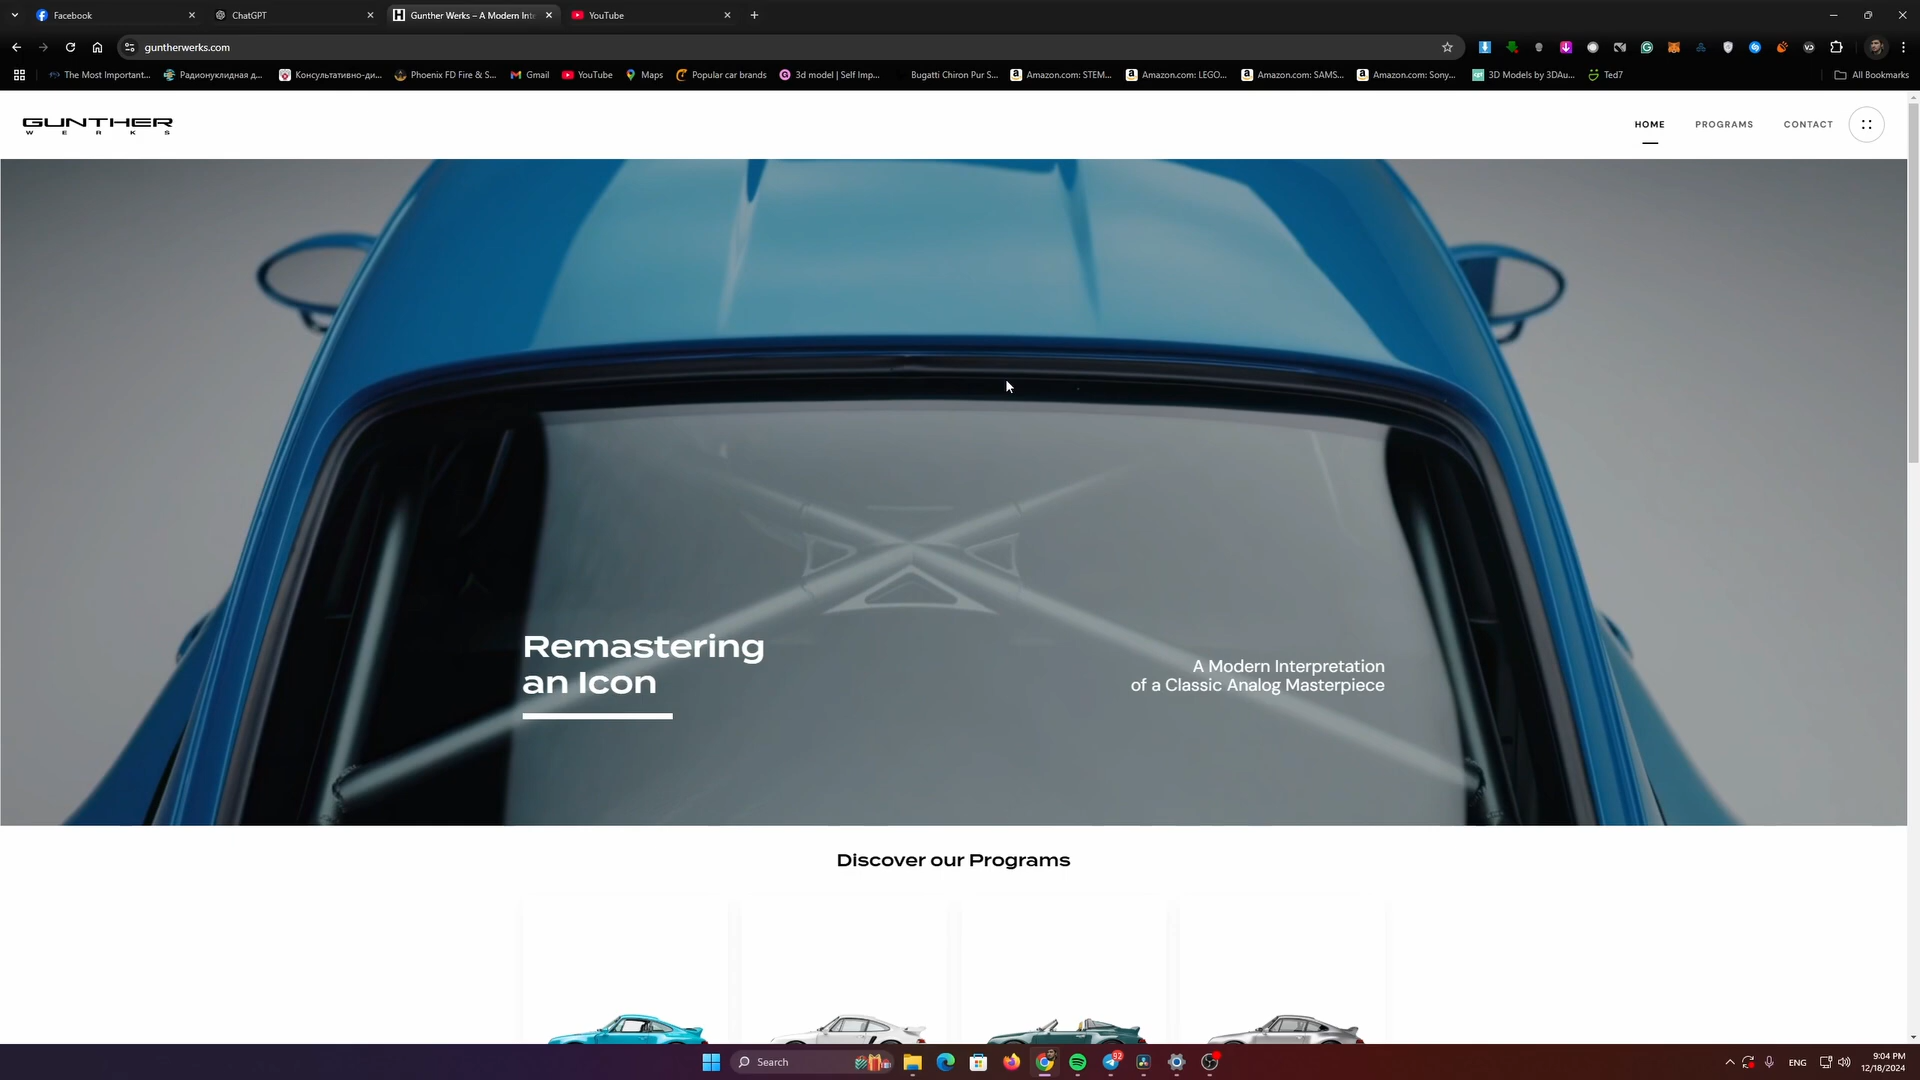 Facebook
ChatGPT
Gunther Werks – A Modern Inte
YouTube
guntherwerks.com
The Most Important...
Радионуклидная д...
Консультативно-ди...
Phoenix FD Fire & S...
Gmail
YouTube
Maps
Popular car brands
3d model | Self Imp...
Bugatti Chiron Pur S...
Amazon.com: STEM...
Amazon.com: LEGO...
Amazon.com: SAMS...
Amazon.com: Sony...
3D Models by 3DAu...
Ted7
All Bookmarks
GUNTHER
WERKS
HOME
PROGRAMS
CONTACT
Remastering
an Icon
A Modern Interpretation
of a Classic Analog Masterpiece
Discover our Programs
Search
92
ENG
9:04 PM
12/18/2024